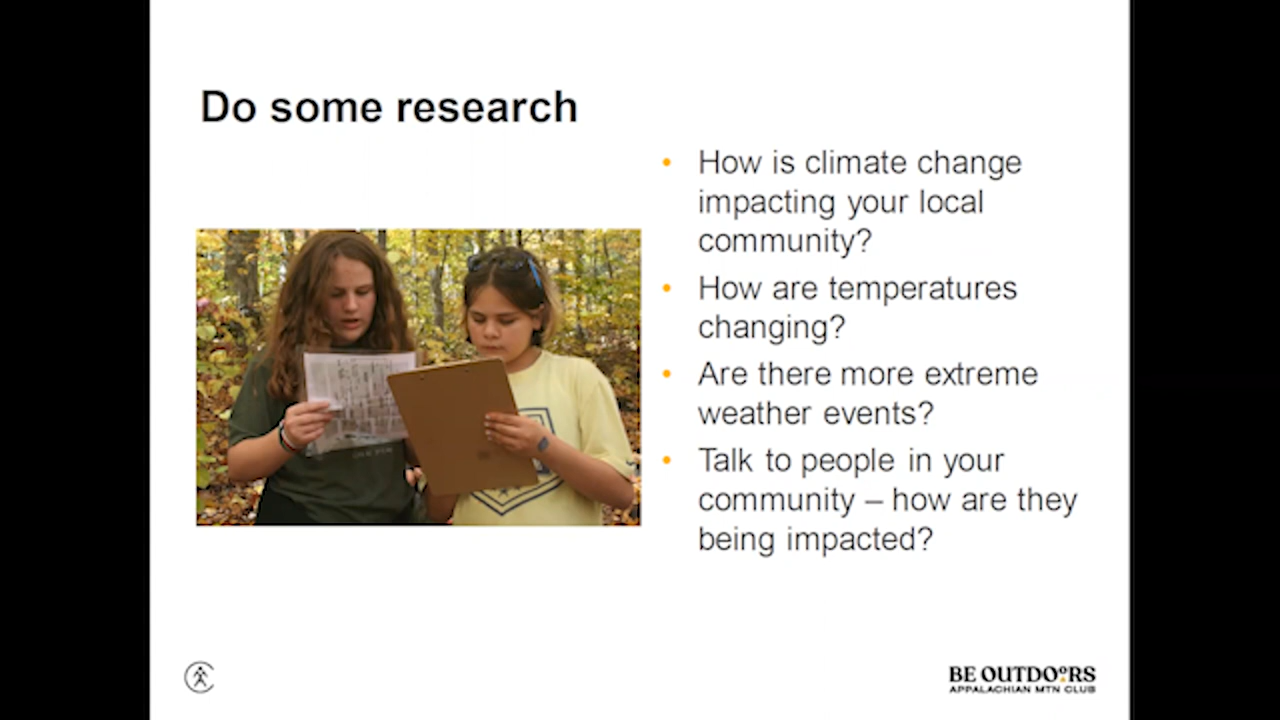 Do some research
• How is climate change
impacting your local
community?
• How are temperatures
changing?
• Are there more extreme
weather events?
• Talk to people in your
community – how are they
being impacted?
BE OUTDOORS
APPALACHIAN MTN CLUB